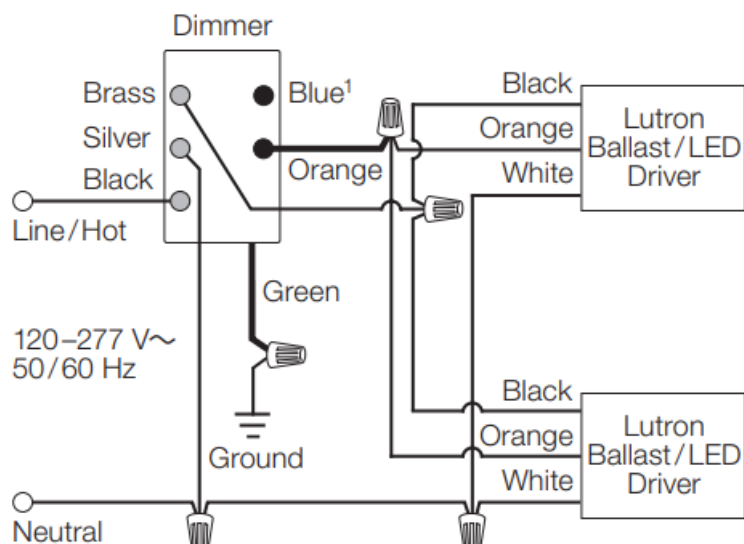 Dimmer
Brass
Blue¹
Silver
Orange
Black
Line/Hot
Green
120–277 V~
50/60 Hz
Ground
Neutral
Black
Orange
White
Lutron
Ballast/LED
Driver
Black
Orange
White
Lutron
Ballast/LED
Driver